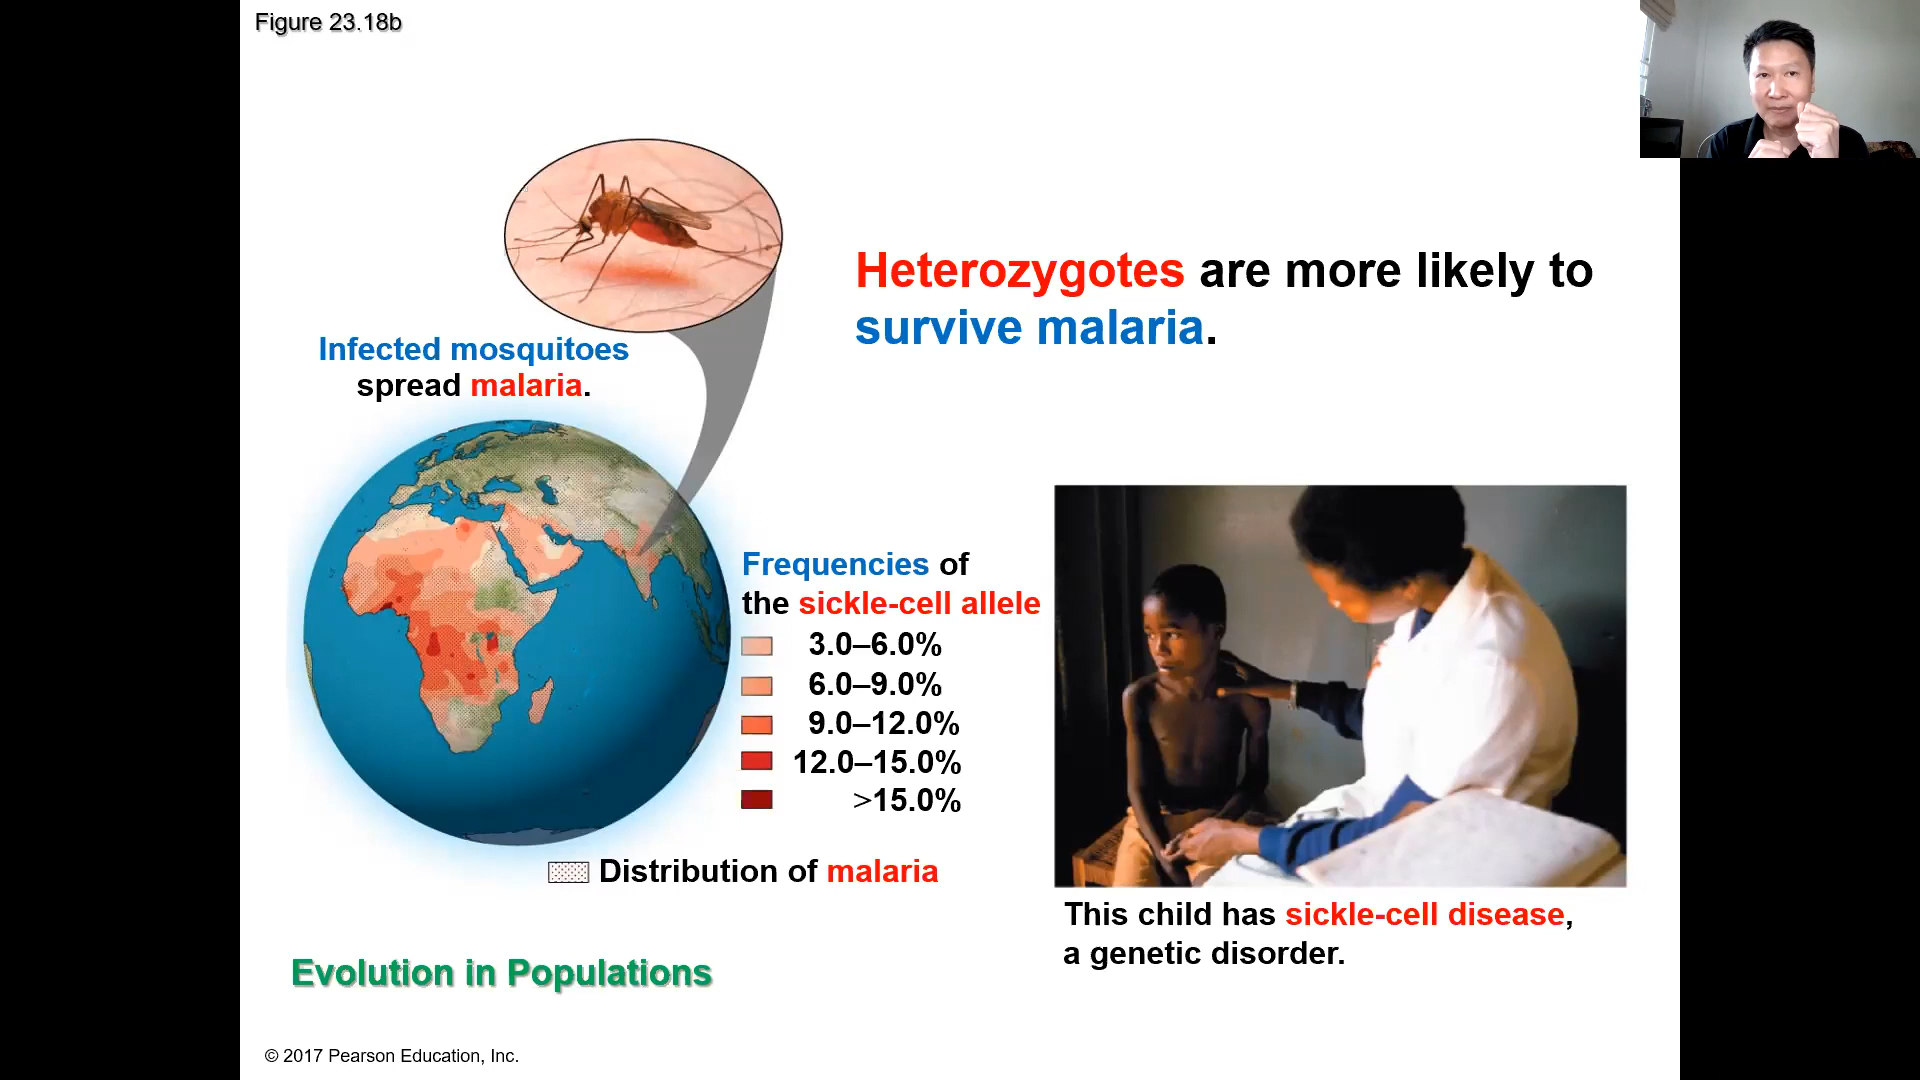 Figure 23.18b
Heterozygotes are more likely to
survive malaria.
Infected mosquitoes
spread malaria.
Frequencies of
the sickle-cell allele
3.0–6.0%
6.0–9.0%
9.0–12.0%
12.0–15.0%
>15.0%
Distribution of malaria
This child has sickle-cell disease,
a genetic disorder.
Evolution in Populations
© 2017 Pearson Education, Inc.